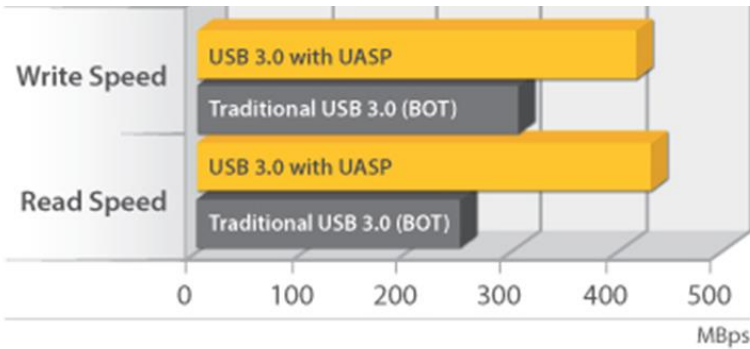 Write Speed
USB 3.0 with UASP
Traditional USB 3.0 (BOT)
Read Speed
USB 3.0 with UASP
Traditional USB 3.0 (BOT)
0 100 200 300 400 500
MBps